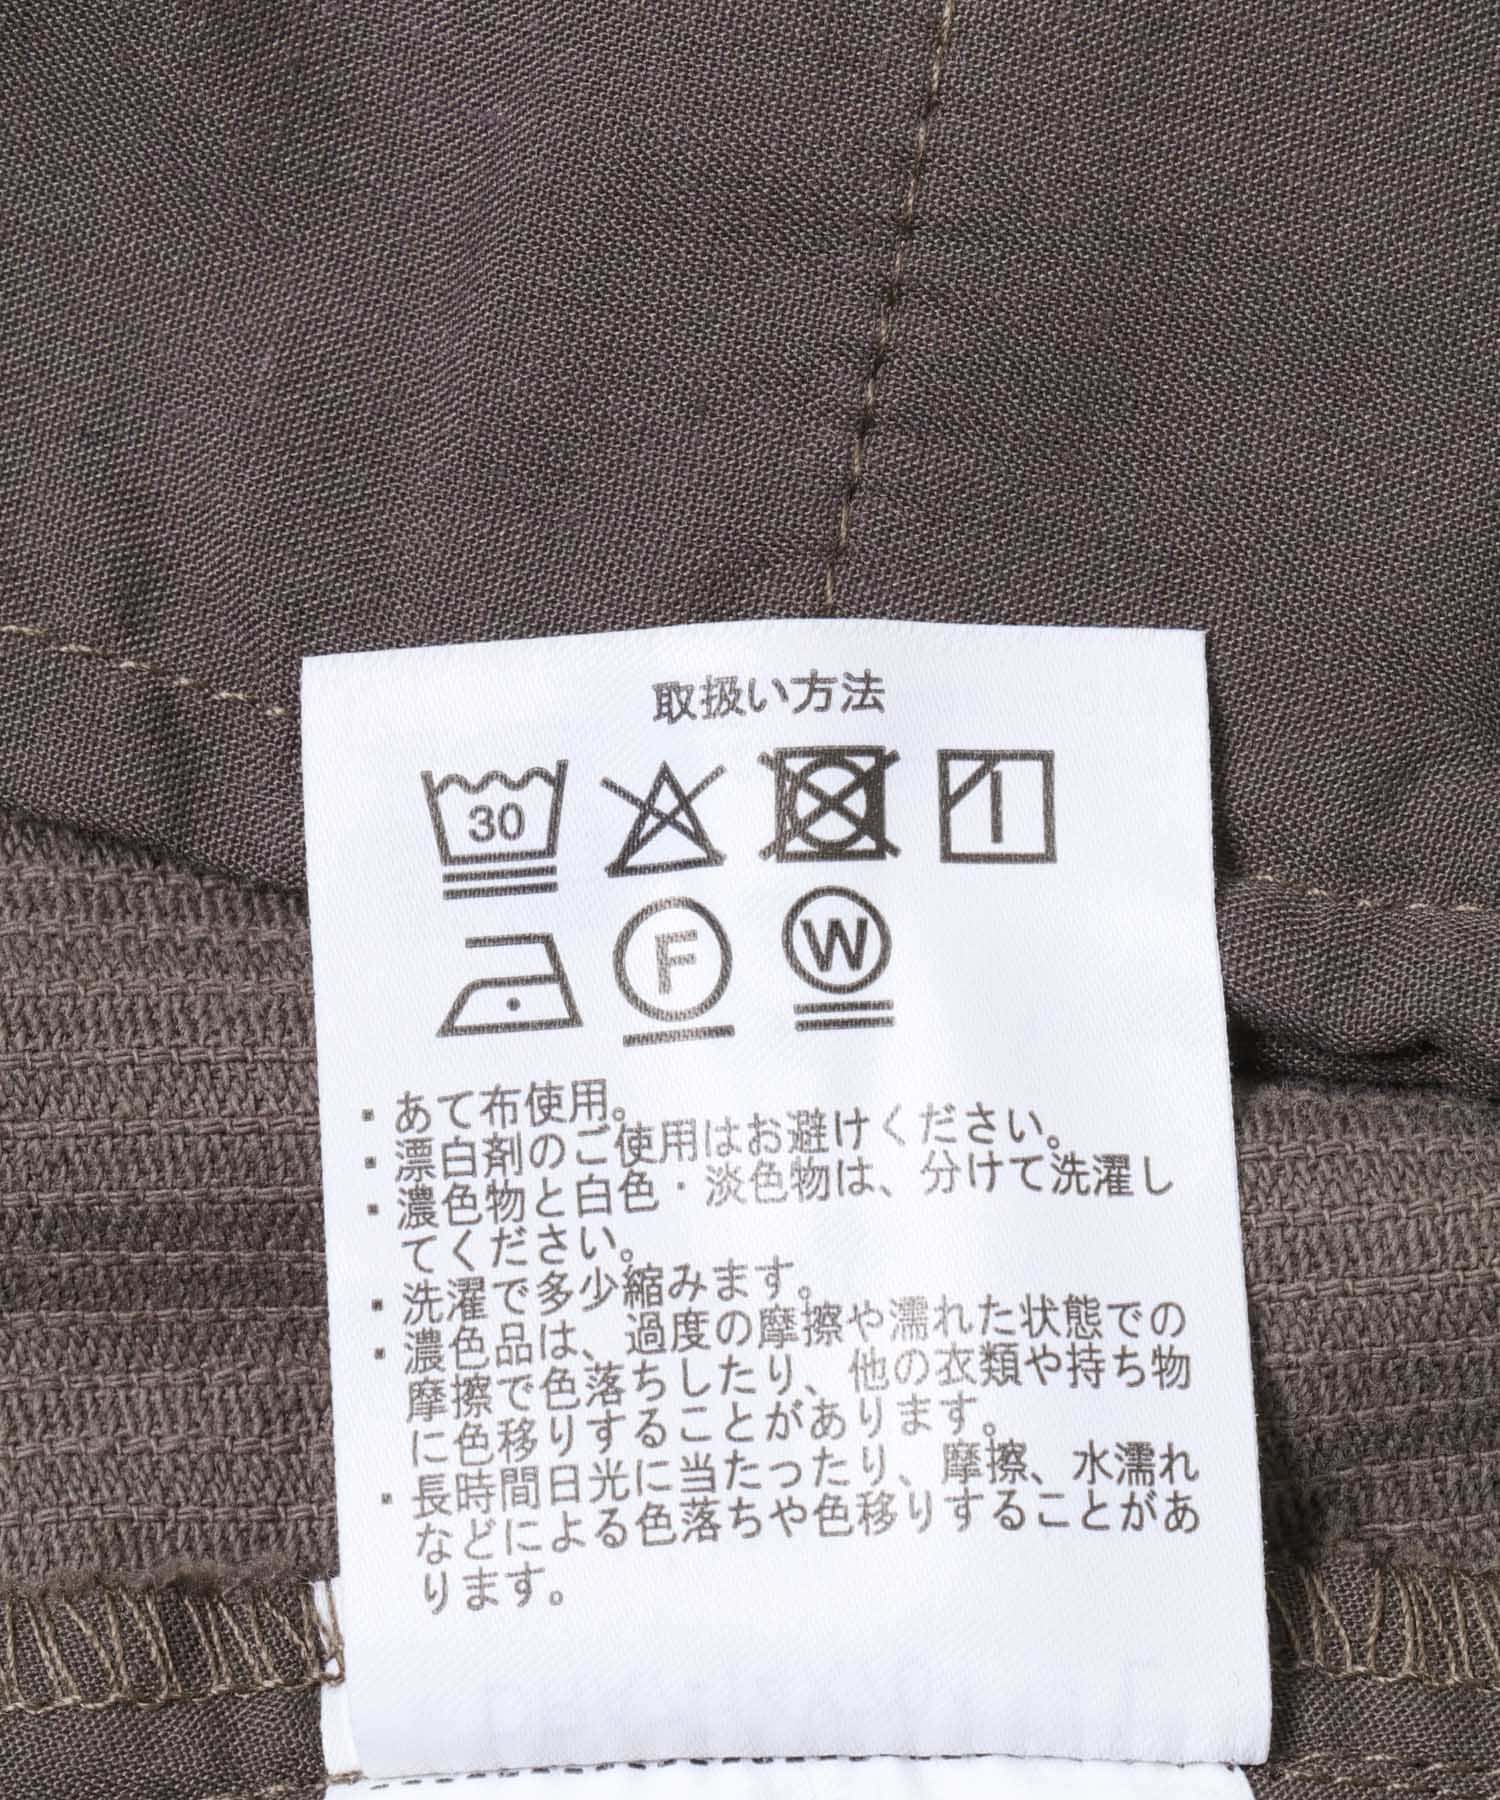 取扱い方法
30
F
W
・あて布使用。
・漂白剤のご使用はお避けください。
・濃色物と白色・淡色物は、分けて洗濯し
てください。
・洗濯で多少縮みます。
・濃色品は、過度の摩擦や濡れた状態での
摩擦で色落ちしたり、他の衣類や持ち物
に色移りすることがあります。
・長時間日光に当たったり、摩擦、水濡れ
などによる色落ちや色移りすることがあ
ります。